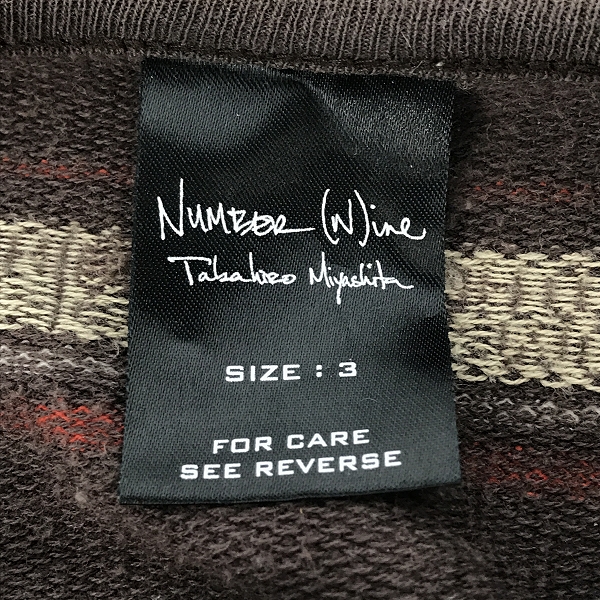 NUMBER (N)ine
Takahiro Miyashita
SIZE : 3
FOR CARE
SEE REVERSE